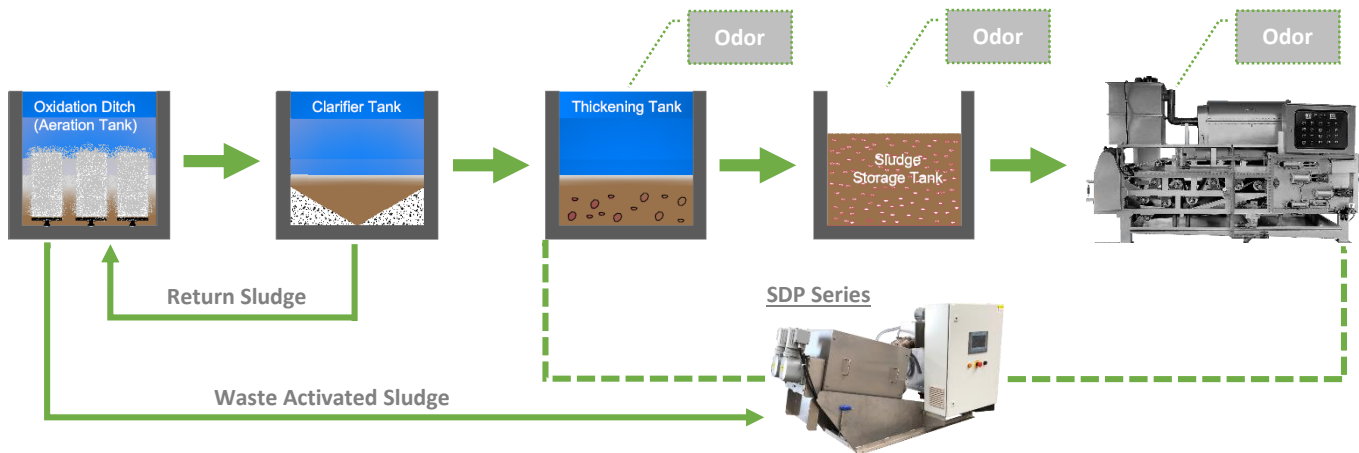 Odor
Odor
Odor
Oxidation Ditch
(Aeration Tank)
Clarifier Tank
Thickening Tank
Sludge
Storage Tank
Return Sludge
SDP Series
Waste Activated Sludge